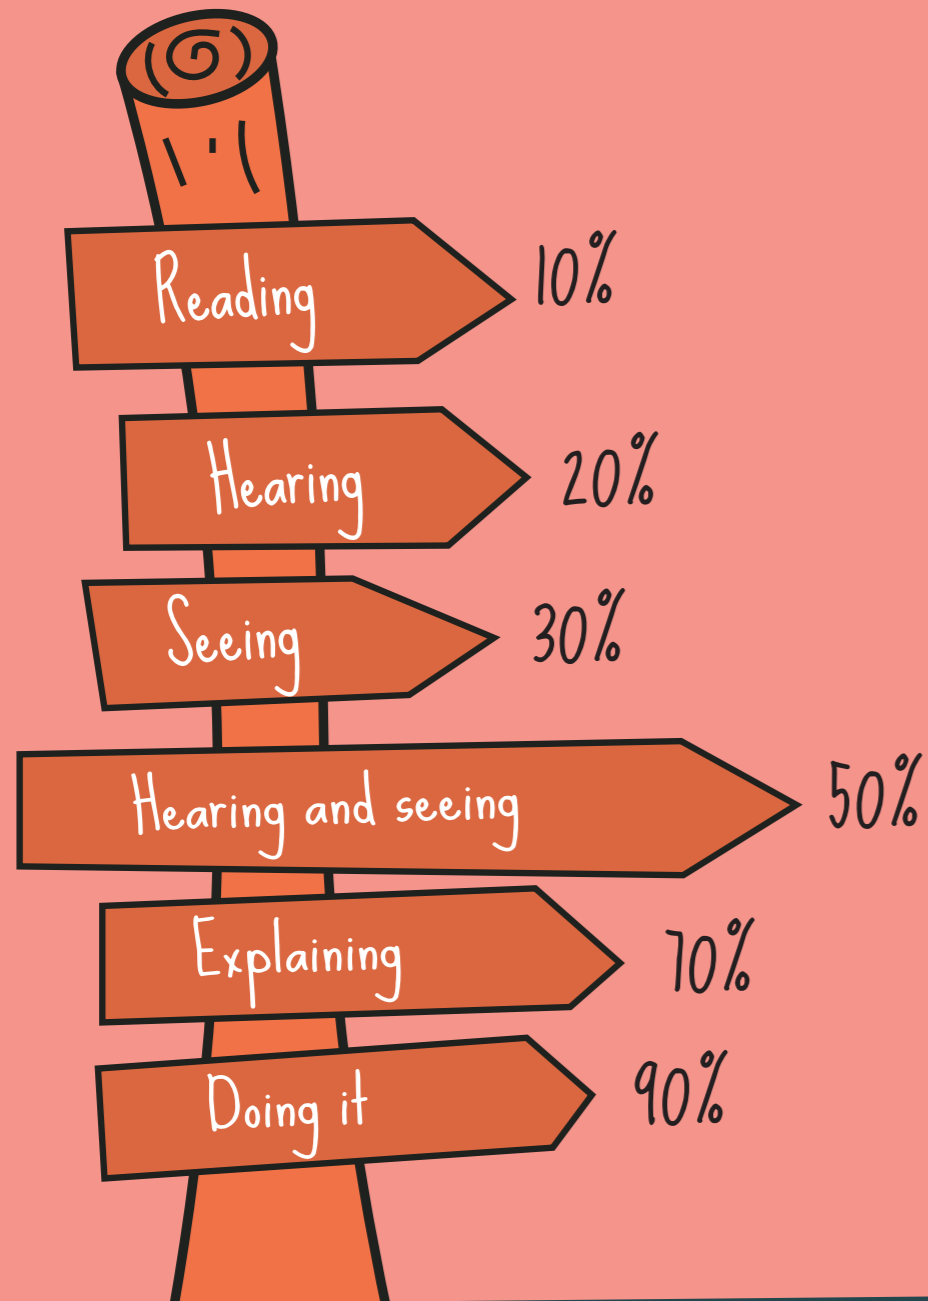 Reading 10%
Hearing 20%
Seeing 30%
Hearing and seeing 50%
Explaining 70%
Doing it 90%